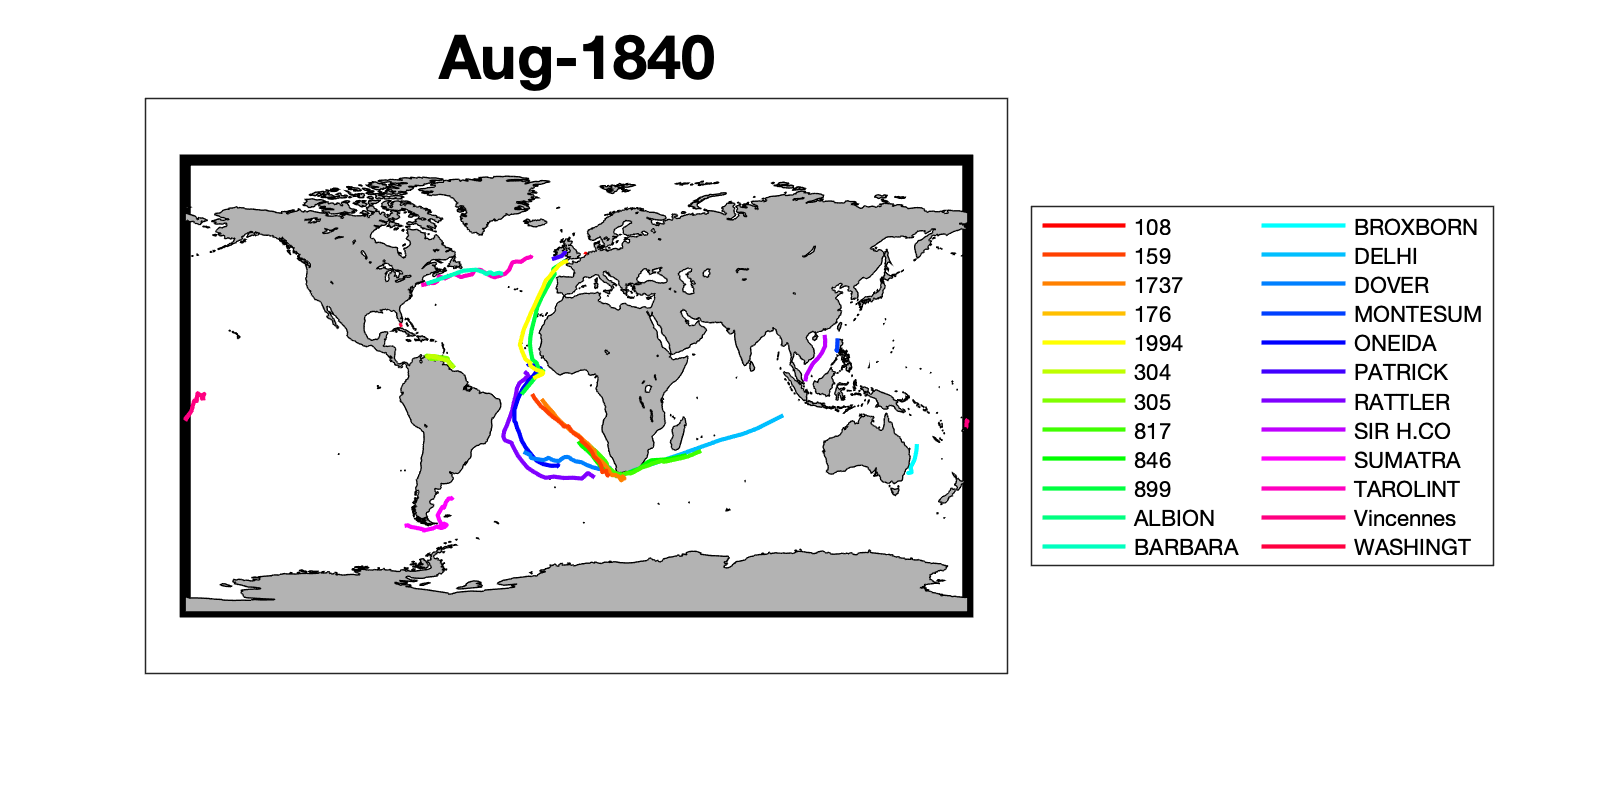 Aug-1840
108
159
1737
176
1994
304
305
817
846
899
ALBION
BARBARA
BROXBORN
DELHI
DOVER
MONTESUM
ONEIDA
PATRICK
RATTLER
SIR H.CO
SUMATRA
TAROLINT
Vincennes
WASHINGT